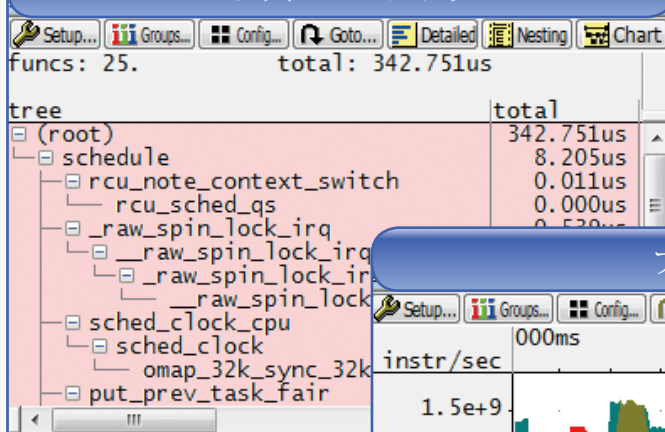 Setup... Groups... Config... Goto... Detailed Nesting Chart
funcs: 25. total: 342.751us
tree total
(root) 342.751us
schedule 8.205us
rcu_note_context_switch 0.011us
rcu_sched_qs 0.000us
_raw_spin_lock_irq 0.539us
__raw_spin_lock_irq
_raw_spin_lock_ir
__raw_spin_lock
sched_clock_cpu
sched_clock
omap_32k_sync_32k
put_prev_task_fair
Setup... Groups... Config...
000ms
instr/sec
1.5e+9